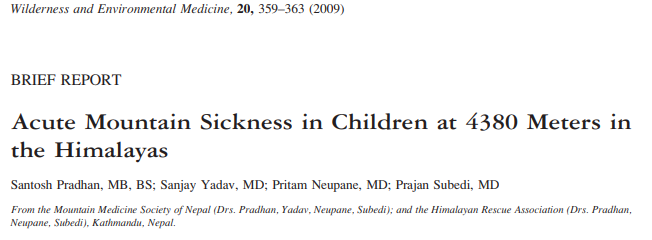 Wilderness and Environmental Medicine, 20, 359–363 (2009)
BRIEF REPORT
Acute Mountain Sickness in Children at 4380 Meters in
the Himalayas
Santosh Pradhan, MB, BS; Sanjay Yadav, MD; Pritam Neupane, MD; Prajan Subedi, MD
From the Mountain Medicine Society of Nepal (Drs. Pradhan, Yadav, Neupane, Subedi); and the Himalayan Rescue Association (Drs. Pradhan,
Neupane, Subedi), Kathmandu, Nepal.